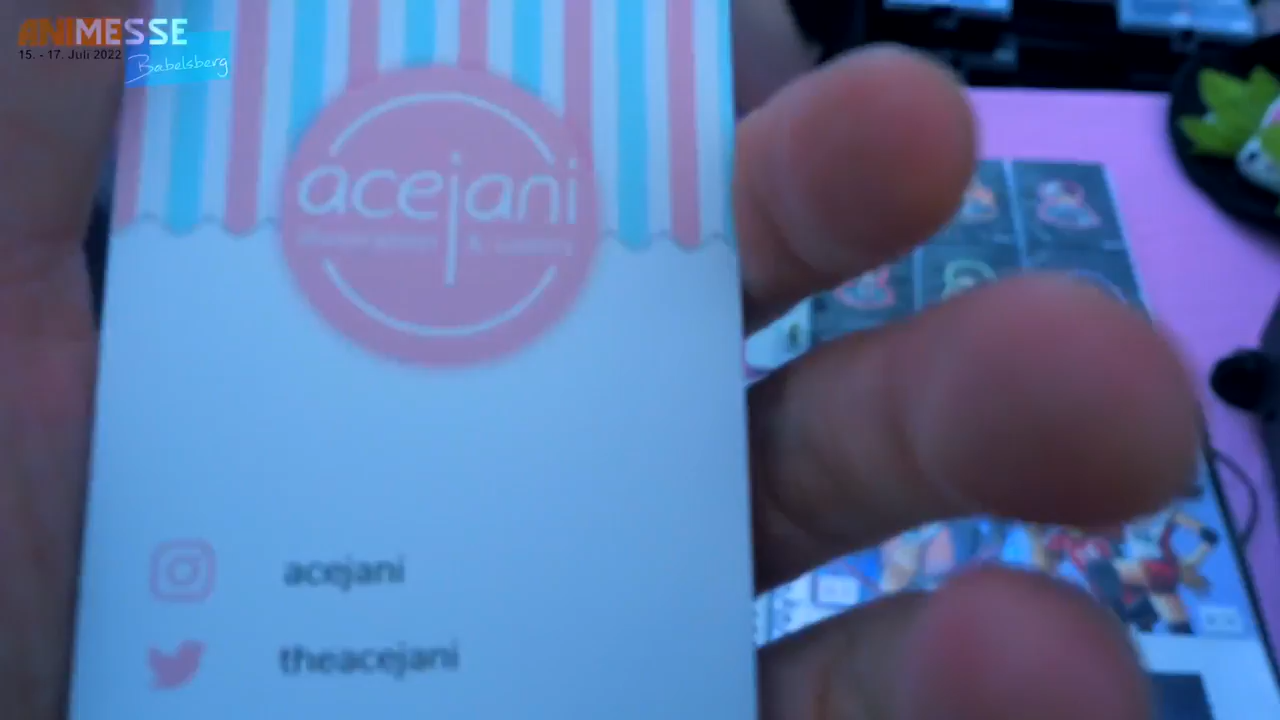 ANIMESSE
15. - 17. Juli 2022
Babelsberg
acejani
acejani
theacejani